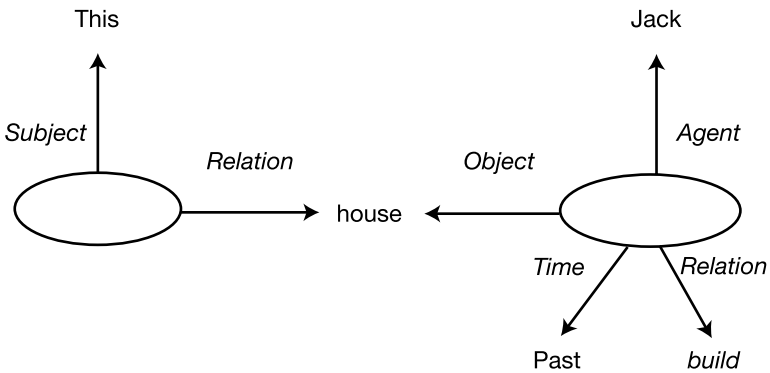 This
Jack
Subject
Agent
Relation
Object
house
Time
Relation
Past
build